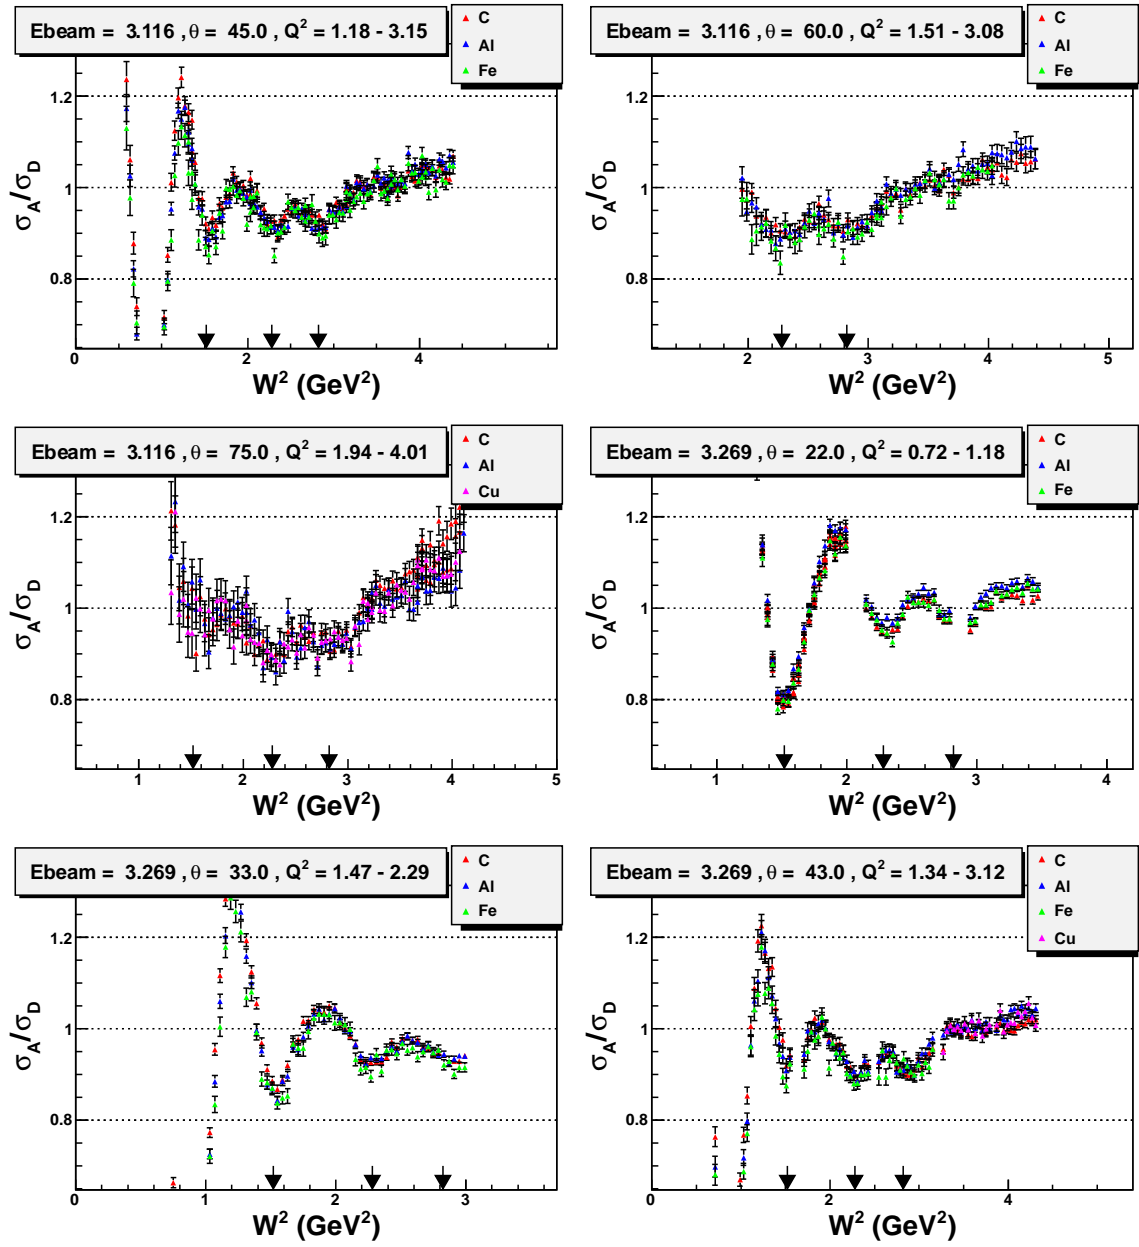 Ebeam = 3.116 , θ = 45.0 , Q² = 1.18 - 3.15
C
Al
Fe
σA/σD
1.2
1
0.8
0 2 4
W² (GeV²)
Ebeam = 3.116 , θ = 60.0 , Q² = 1.51 - 3.08
C
Al
Fe
σA/σD
1.2
1
0.8
2 3 4 5
W² (GeV²)
Ebeam = 3.116 , θ = 75.0 , Q² = 1.94 - 4.01
C
Al
Cu
σA/σD
1.2
1
0.8
1 2 3 4 5
W² (GeV²)
Ebeam = 3.269 , θ = 22.0 , Q² = 0.72 - 1.18
C
Al
Fe
σA/σD
1.2
1
0.8
1 2 3 4
W² (GeV²)
Ebeam = 3.269 , θ = 33.0 , Q² = 1.47 - 2.29
C
Al
Fe
σA/σD
1.2
1
0.8
0 1 2 3
W² (GeV²)
Ebeam = 3.269 , θ = 43.0 , Q² = 1.34 - 3.12
C
Al
Fe
Cu
σA/σD
1.2
1
0.8
0 2 4
W² (GeV²)